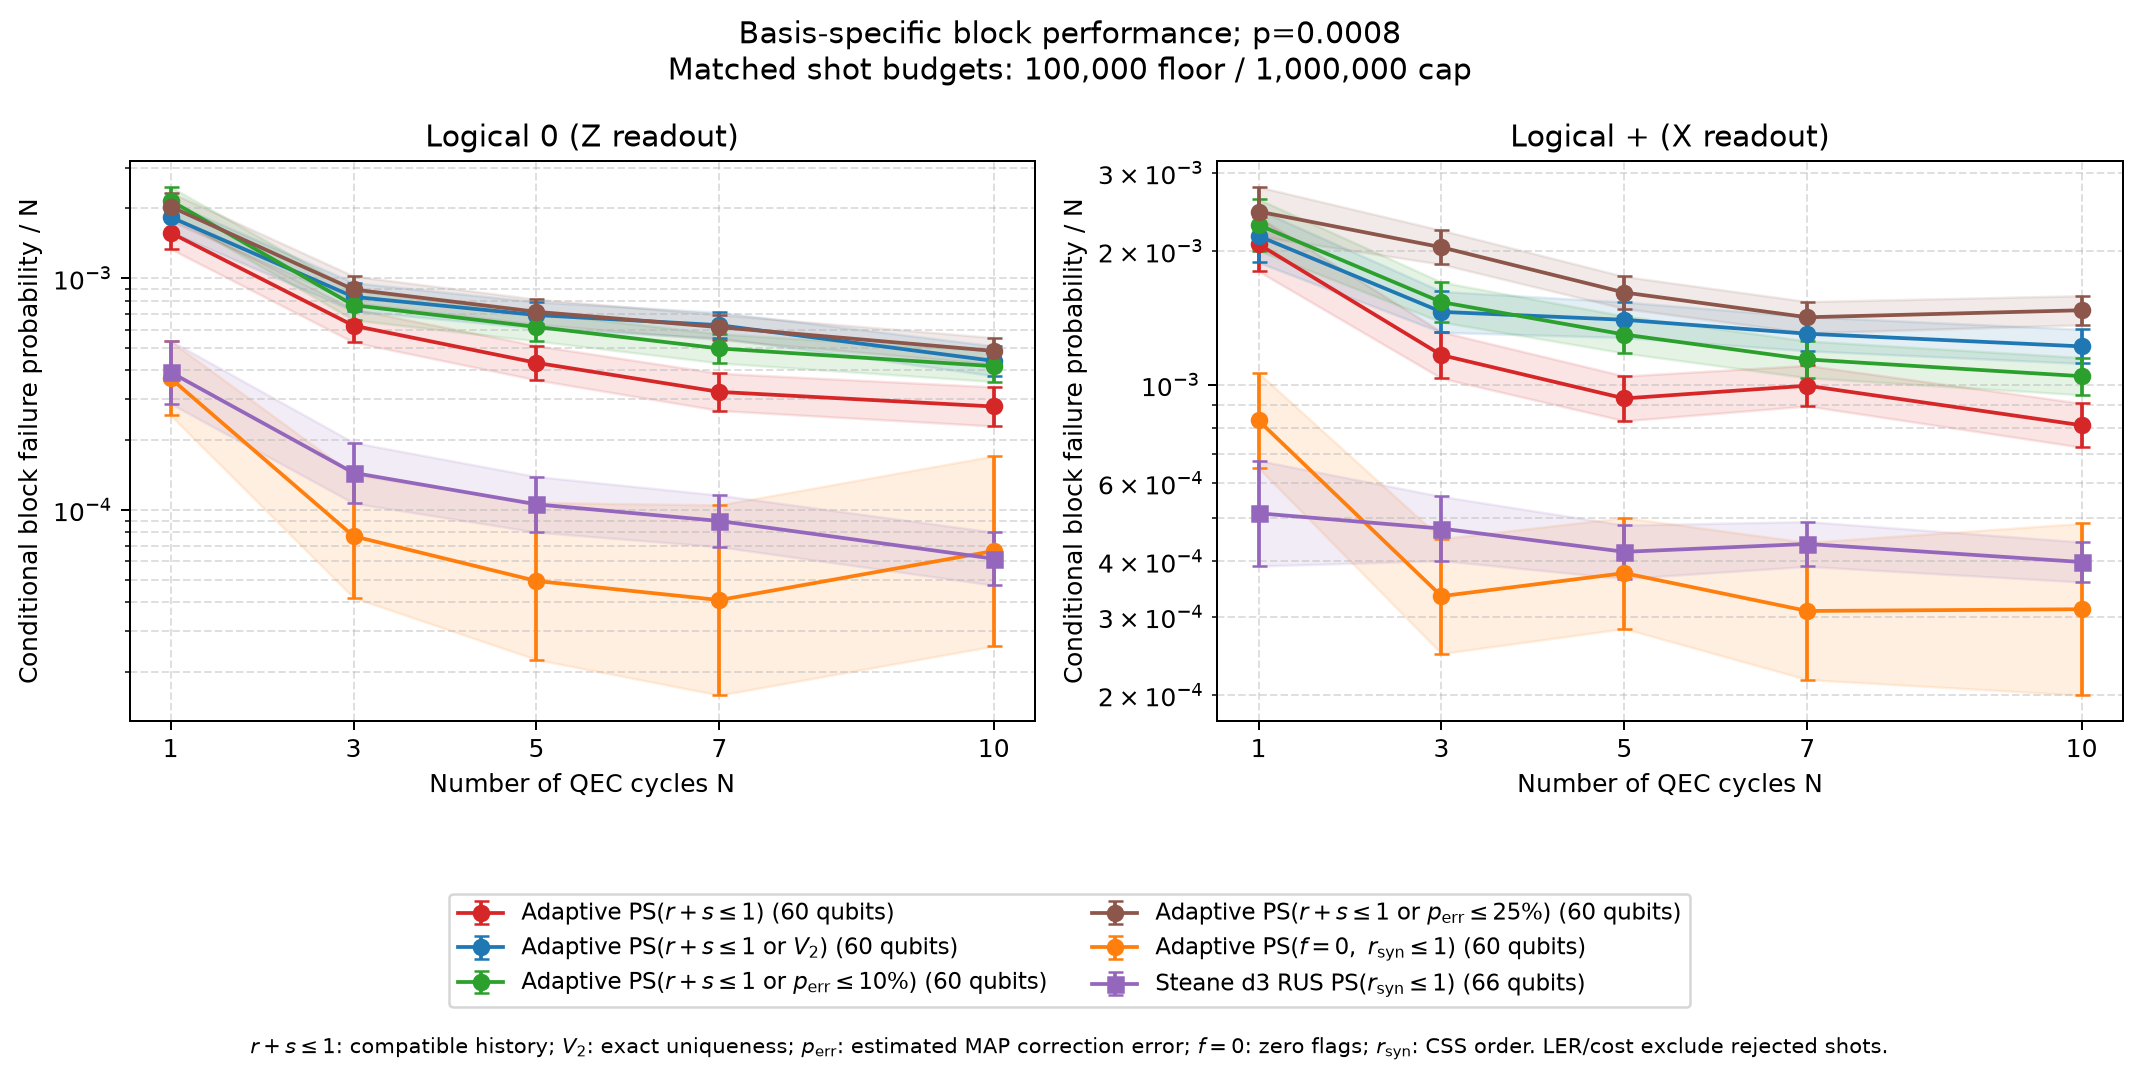 Basis-specific block performance; p=0.0008
Matched shot budgets: 100,000 floor / 1,000,000 cap
Logical 0 (Z readout)
Conditional block failure probability / N
10⁻³
10⁻⁴
1 3 5 7 10
Number of QEC cycles N
Logical + (X readout)
Conditional block failure probability / N
3 × 10⁻³
2 × 10⁻³
10⁻³
6 × 10⁻⁴
4 × 10⁻⁴
3 × 10⁻⁴
2 × 10⁻⁴
1 3 5 7 10
Number of QEC cycles N
Adaptive PS(r + s ≤ 1) (60 qubits)
Adaptive PS(r + s ≤ 1 or V₂) (60 qubits)
Adaptive PS(r + s ≤ 1 or p_err ≤ 10%) (60 qubits)
Adaptive PS(r + s ≤ 1 or p_err ≤ 25%) (60 qubits)
Adaptive PS(f = 0, r_syn ≤ 1) (60 qubits)
Steane d3 RUS PS(r_syn ≤ 1) (66 qubits)
r + s ≤ 1: compatible history; V₂: exact uniqueness; p_err: estimated MAP correction error; f = 0: zero flags; r_syn: CSS order. LER/cost exclude rejected shots.